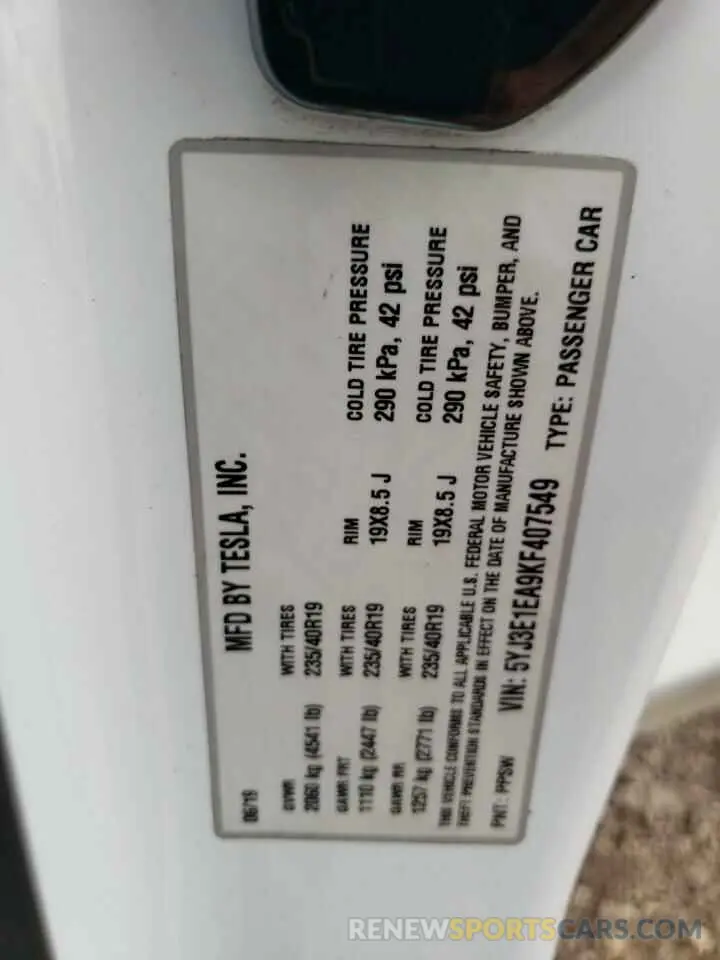 06/19 MFD BY TESLA, INC.
GVWR WITH TIRES
2060 kg (4541 lb) 235/40R19
GAWR FRT WITH TIRES RIM COLD TIRE PRESSURE
1110 kg (2447 lb) 235/40R19 19X8.5 J 290 kPa, 42 psi
GAWR RR WITH TIRES RIM COLD TIRE PRESSURE
1257 kg (2771 lb) 235/40R19 19X8.5 J 290 kPa, 42 psi
THIS VEHICLE CONFORMS TO ALL APPLICABLE U.S. FEDERAL MOTOR VEHICLE SAFETY, BUMPER, AND
THEFT PREVENTION STANDARDS IN EFFECT ON THE DATE OF MANUFACTURE SHOWN ABOVE.
PNT: PPSW VIN: 5YJ3E1EA9KF407549 TYPE: PASSENGER CAR
RENEWSPORTSCARS.COM